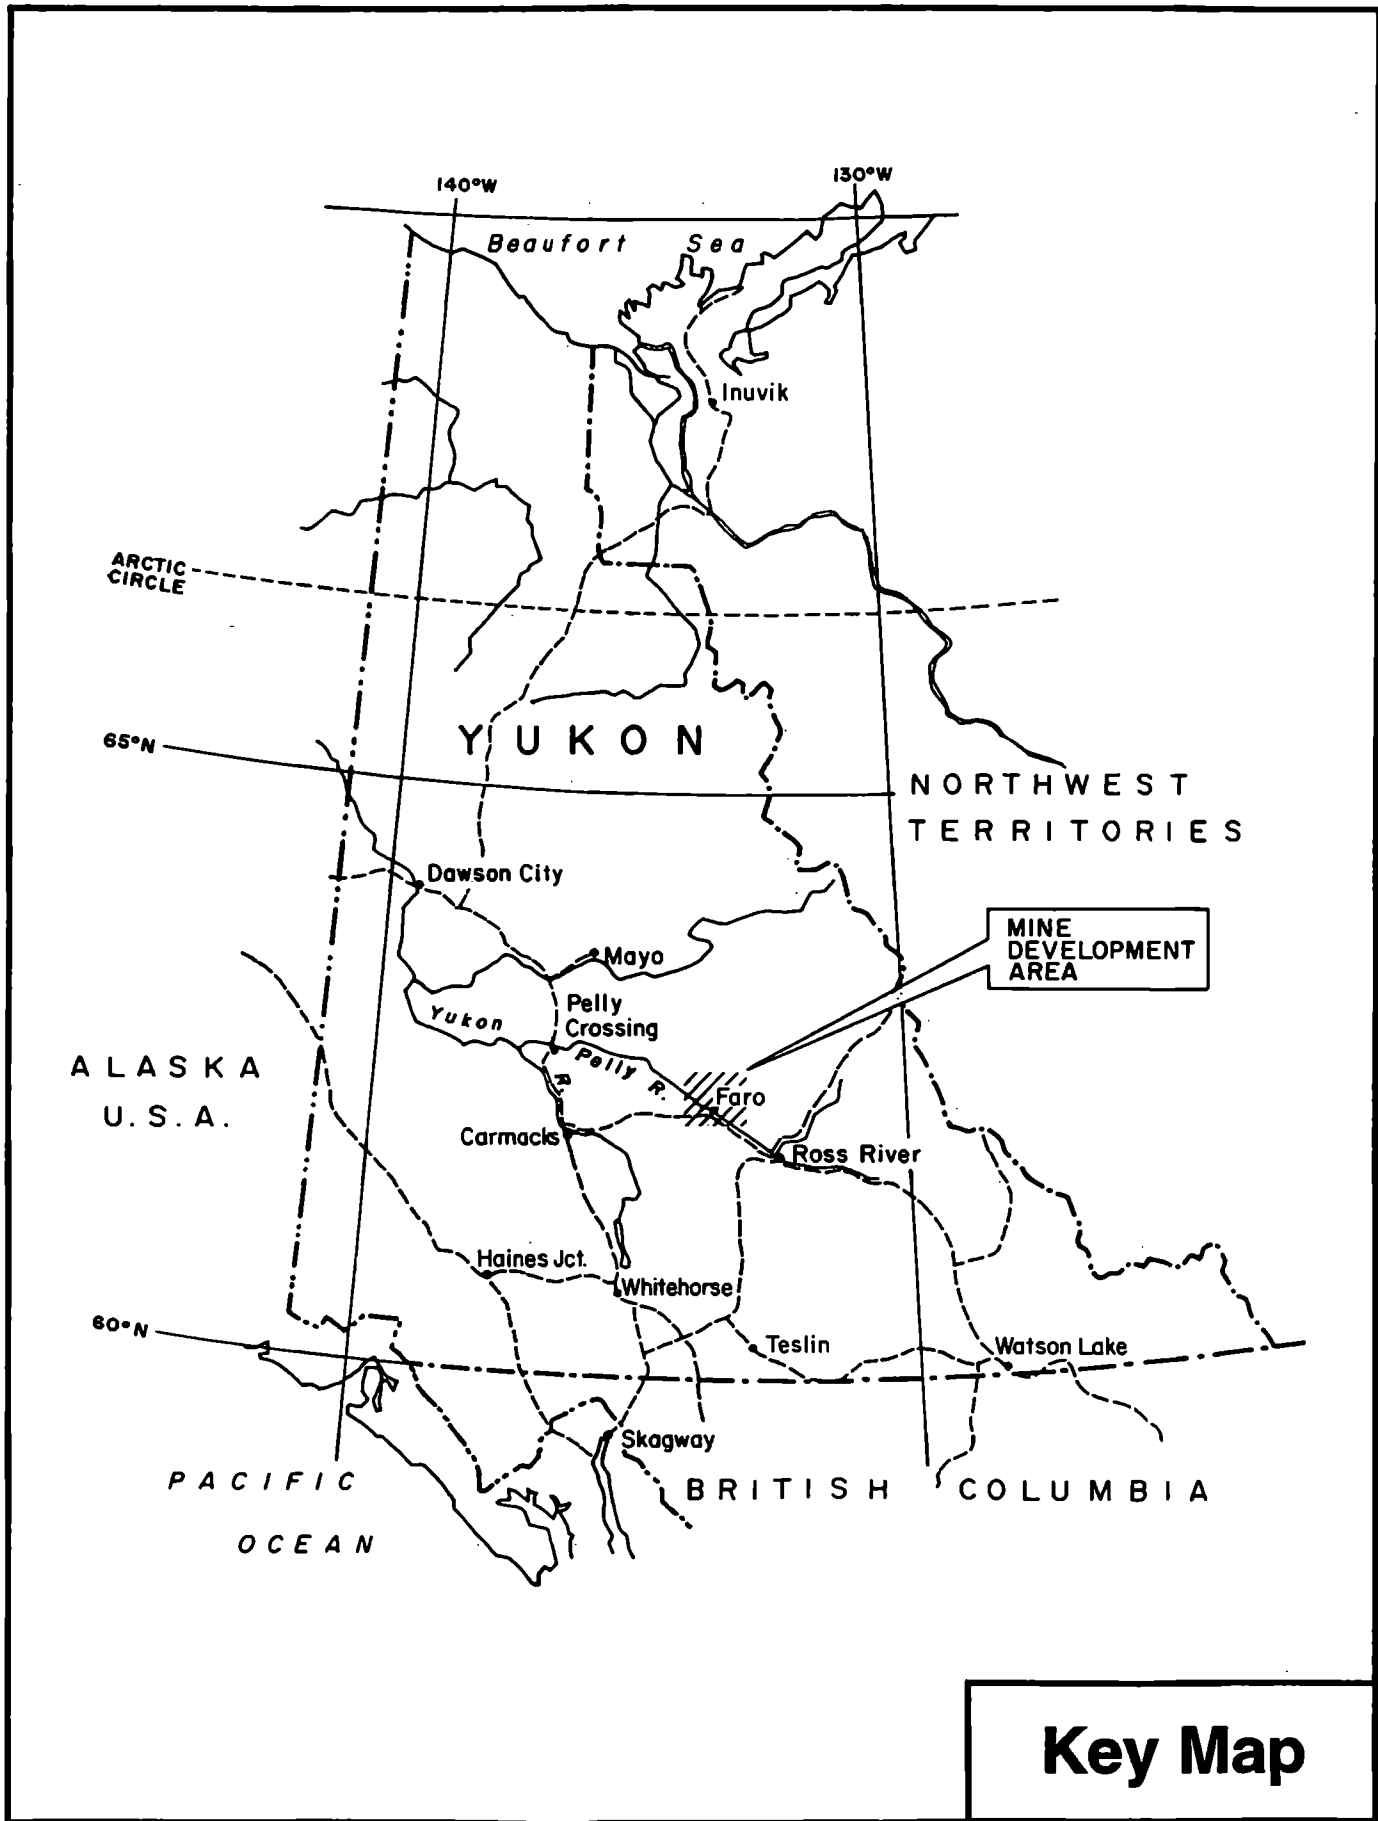 140°W
130°W
Beaufort Sea
Inuvik
ARCTIC
CIRCLE
YUKON
65°N
NORTHWEST
TERRITORIES
Dawson City
MINE
DEVELOPMENT
AREA
Mayo
Pelly
Crossing
Yukon
R.
Pelly R.
ALASKA
U.S.A.
Faro
Carmacks
Ross River
Haines Jct.
Whitehorse
60°N
Teslin
Watson Lake
Skagway
PACIFIC
OCEAN
BRITISH COLUMBIA
Key Map